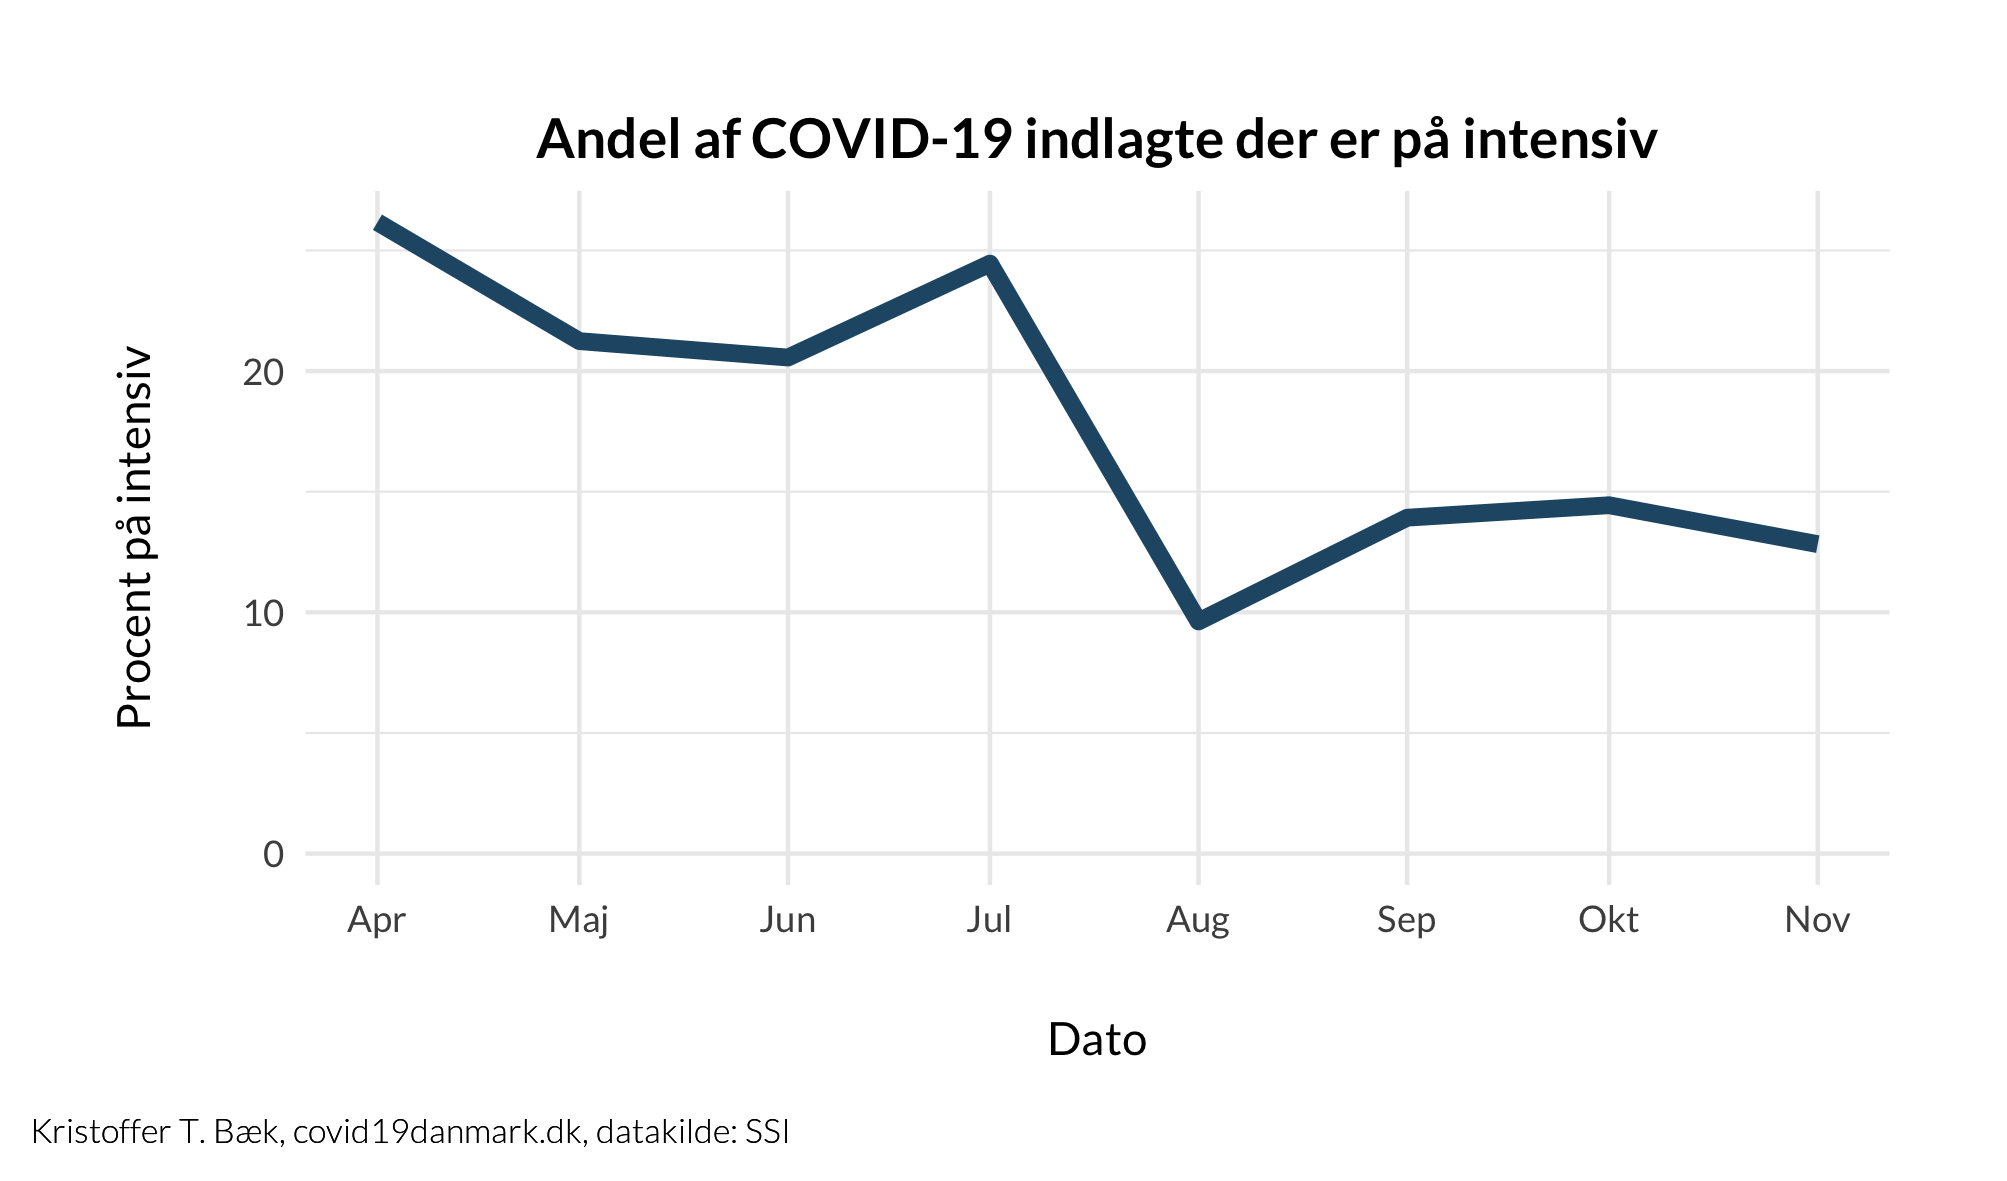 Andel af COVID-19 indlagte der er på intensiv
Procent på intensiv
20
10
0
Apr Maj Jun Jul Aug Sep Okt Nov
Dato
Kristoffer T. Bæk, covid19danmark.dk, datakilde: SSI